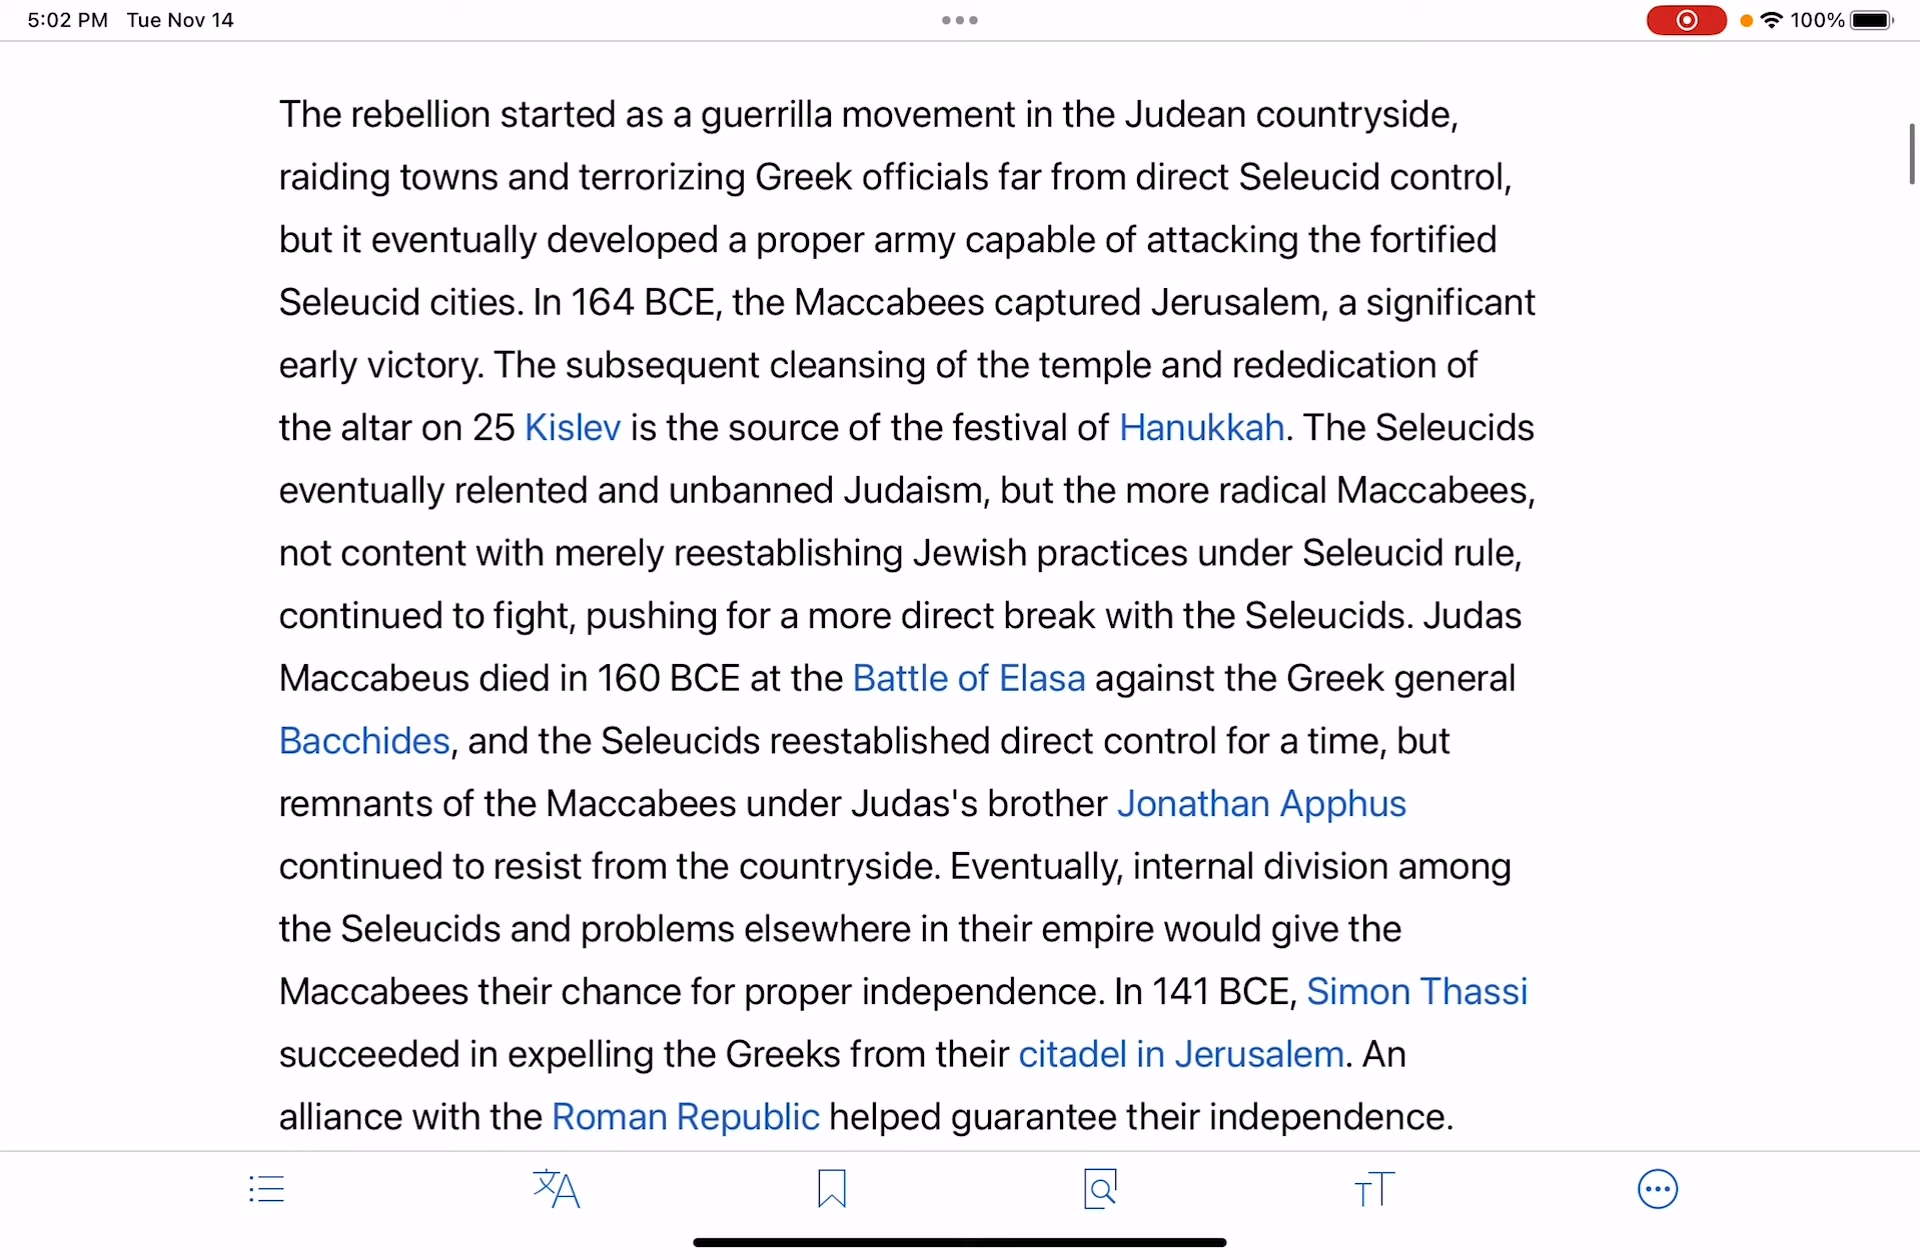 5:02 PM Tue Nov 14
100%
The rebellion started as a guerrilla movement in the Judean countryside,
raiding towns and terrorizing Greek officials far from direct Seleucid control,
but it eventually developed a proper army capable of attacking the fortified
Seleucid cities. In 164 BCE, the Maccabees captured Jerusalem, a significant
early victory. The subsequent cleansing of the temple and rededication of
the altar on 25 Kislev is the source of the festival of Hanukkah. The Seleucids
eventually relented and unbanned Judaism, but the more radical Maccabees,
not content with merely reestablishing Jewish practices under Seleucid rule,
continued to fight, pushing for a more direct break with the Seleucids. Judas
Maccabeus died in 160 BCE at the Battle of Elasa against the Greek general
Bacchides, and the Seleucids reestablished direct control for a time, but
remnants of the Maccabees under Judas's brother Jonathan Apphus
continued to resist from the countryside. Eventually, internal division among
the Seleucids and problems elsewhere in their empire would give the
Maccabees their chance for proper independence. In 141 BCE, Simon Thassi
succeeded in expelling the Greeks from their citadel in Jerusalem. An
alliance with the Roman Republic helped guarantee their independence.
文A
TT